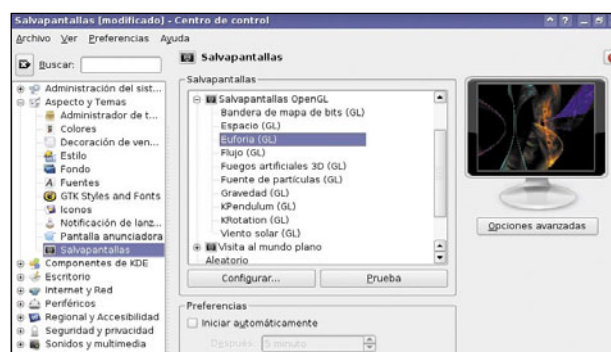 Salvapantallas [modificado] - Centro de control
Archivo Ver Preferencias Ayuda
Buscar:
Administración del sist...
Aspecto y Temas
Administrador de t...
Colores
Decoración de ven...
Estilo
Fondo
Fuentes
GTK Styles and Fonts
Iconos
Notificación de lanz...
Pantalla anunciadora
Salvapantallas
Componentes de KDE
Escritorio
Internet y Red
Periféricos
Regional y Accesibilidad
Seguridad y privacidad
Sonidos y multimedia
Salvapantallas
Salvapantallas
Salvapantallas OpenGL
Bandera de mapa de bits (GL)
Espacio (GL)
Euforia (GL)
Flujo (GL)
Fuegos artificiales 3D (GL)
Fuente de partículas (GL)
Gravedad (GL)
KPendulum (GL)
KRotation (GL)
Viento solar (GL)
Visita al mundo plano
Aleatorio
Configurar...
Prueba
Preferencias
Iniciar automáticamente
Después 5 minuto
Opciones avanzadas